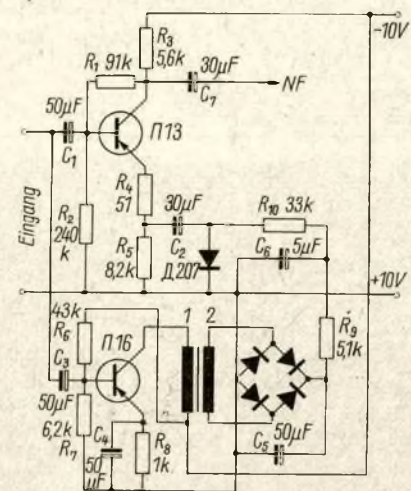 −10V
R₃
5,6k
R₁ 91k
30µF
C₇
NF
50µF
C₁
П13
Eingang
R₂
240
k
R₄
51
R₅
8,2k
30µF
C₂
Д207
R₁₀ 33k
C₆
5µF
+10V
R₉
5,1k
43k
R₆
C₃
П16
1
2
50µF
6,2k
R₇
C₄
50
µF
R₈
1k
C₅
50µF